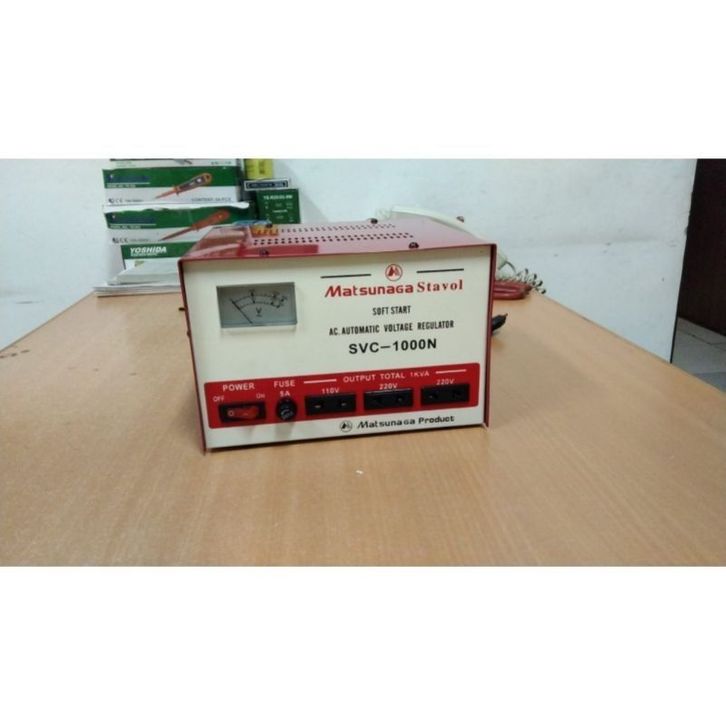 YOSHIDA
Matsunaga Stavol
SOFT START
AC. AUTOMATIC VOLTAGE REGULATOR
SVC-1000N
POWER
OFF ON
FUSE
5A
OUTPUT TOTAL 1KVA
110V 220V 220V
V
Matsunaga Product